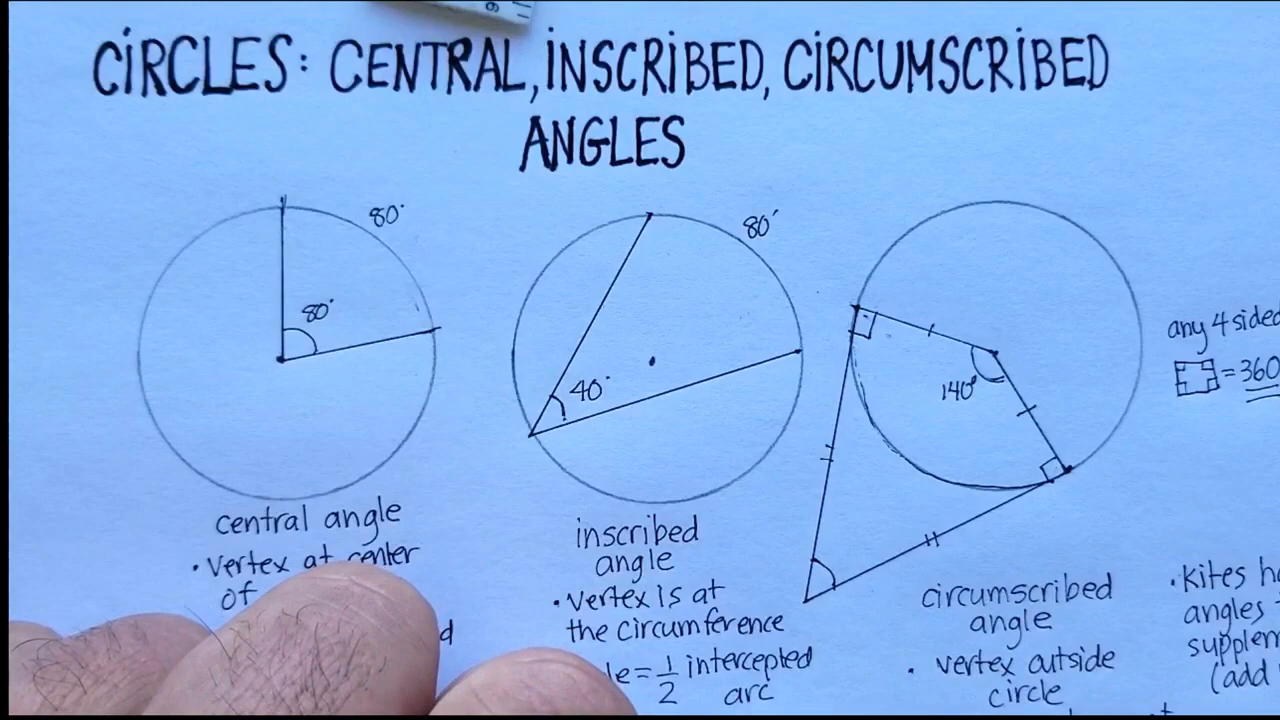 CIRCLES: CENTRAL, INSCRIBED, CIRCUMSCRIBED
ANGLES
80°
80°
central angle
• vertex at center
of
80°
40°
inscribed
angle
• vertex is at
the circumference
= 1/2 intercepted
arc
140°
circumscribed
angle
• vertex outside
circle
any 4 sided
= 360
• kites
angles
(add